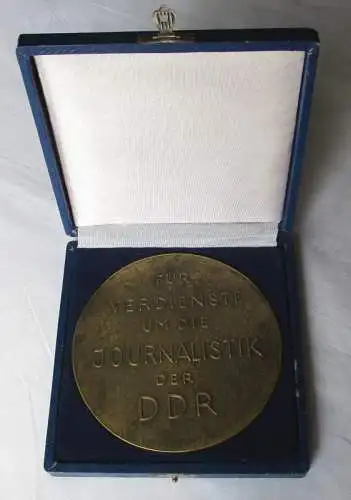 FÜR
VERDIENSTE
UM DIE
JOURNALISTIK
DER
DDR